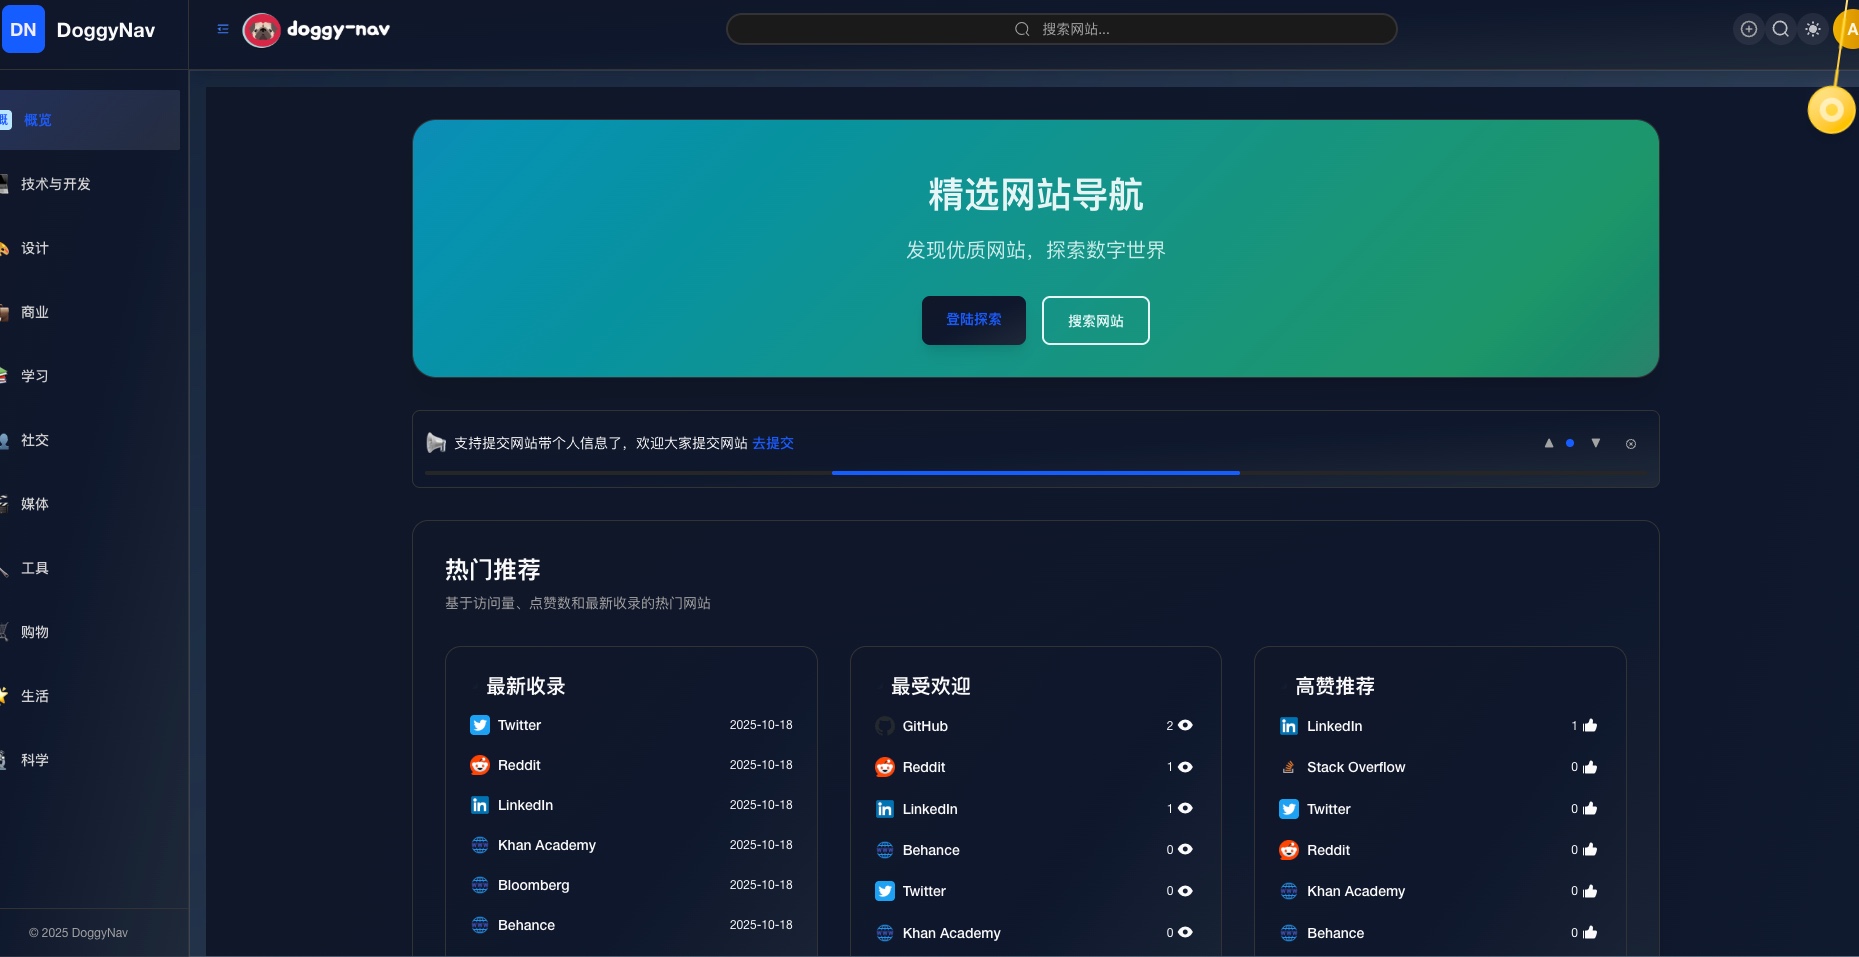 DN DoggyNav
doggy-nav
搜索网站...
A
概 概览
技术与开发
设计
商业
学习
社交
媒体
工具
购物
生活
科学
© 2025 DoggyNav
精选网站导航
发现优质网站，探索数字世界
登陆探索
搜索网站
支持提交网站带个人信息了，欢迎大家提交网站 去提交
热门推荐
基于访问量、点赞数和最新收录的热门网站
最新收录
Twitter 2025-10-18
Reddit 2025-10-18
LinkedIn 2025-10-18
Khan Academy 2025-10-18
Bloomberg 2025-10-18
Behance 2025-10-18
最受欢迎
GitHub 2
Reddit 1
LinkedIn 1
Behance 0
Twitter 0
Khan Academy 0
高赞推荐
LinkedIn 1
Stack Overflow 0
Twitter 0
Reddit 0
Khan Academy 0
Behance 0